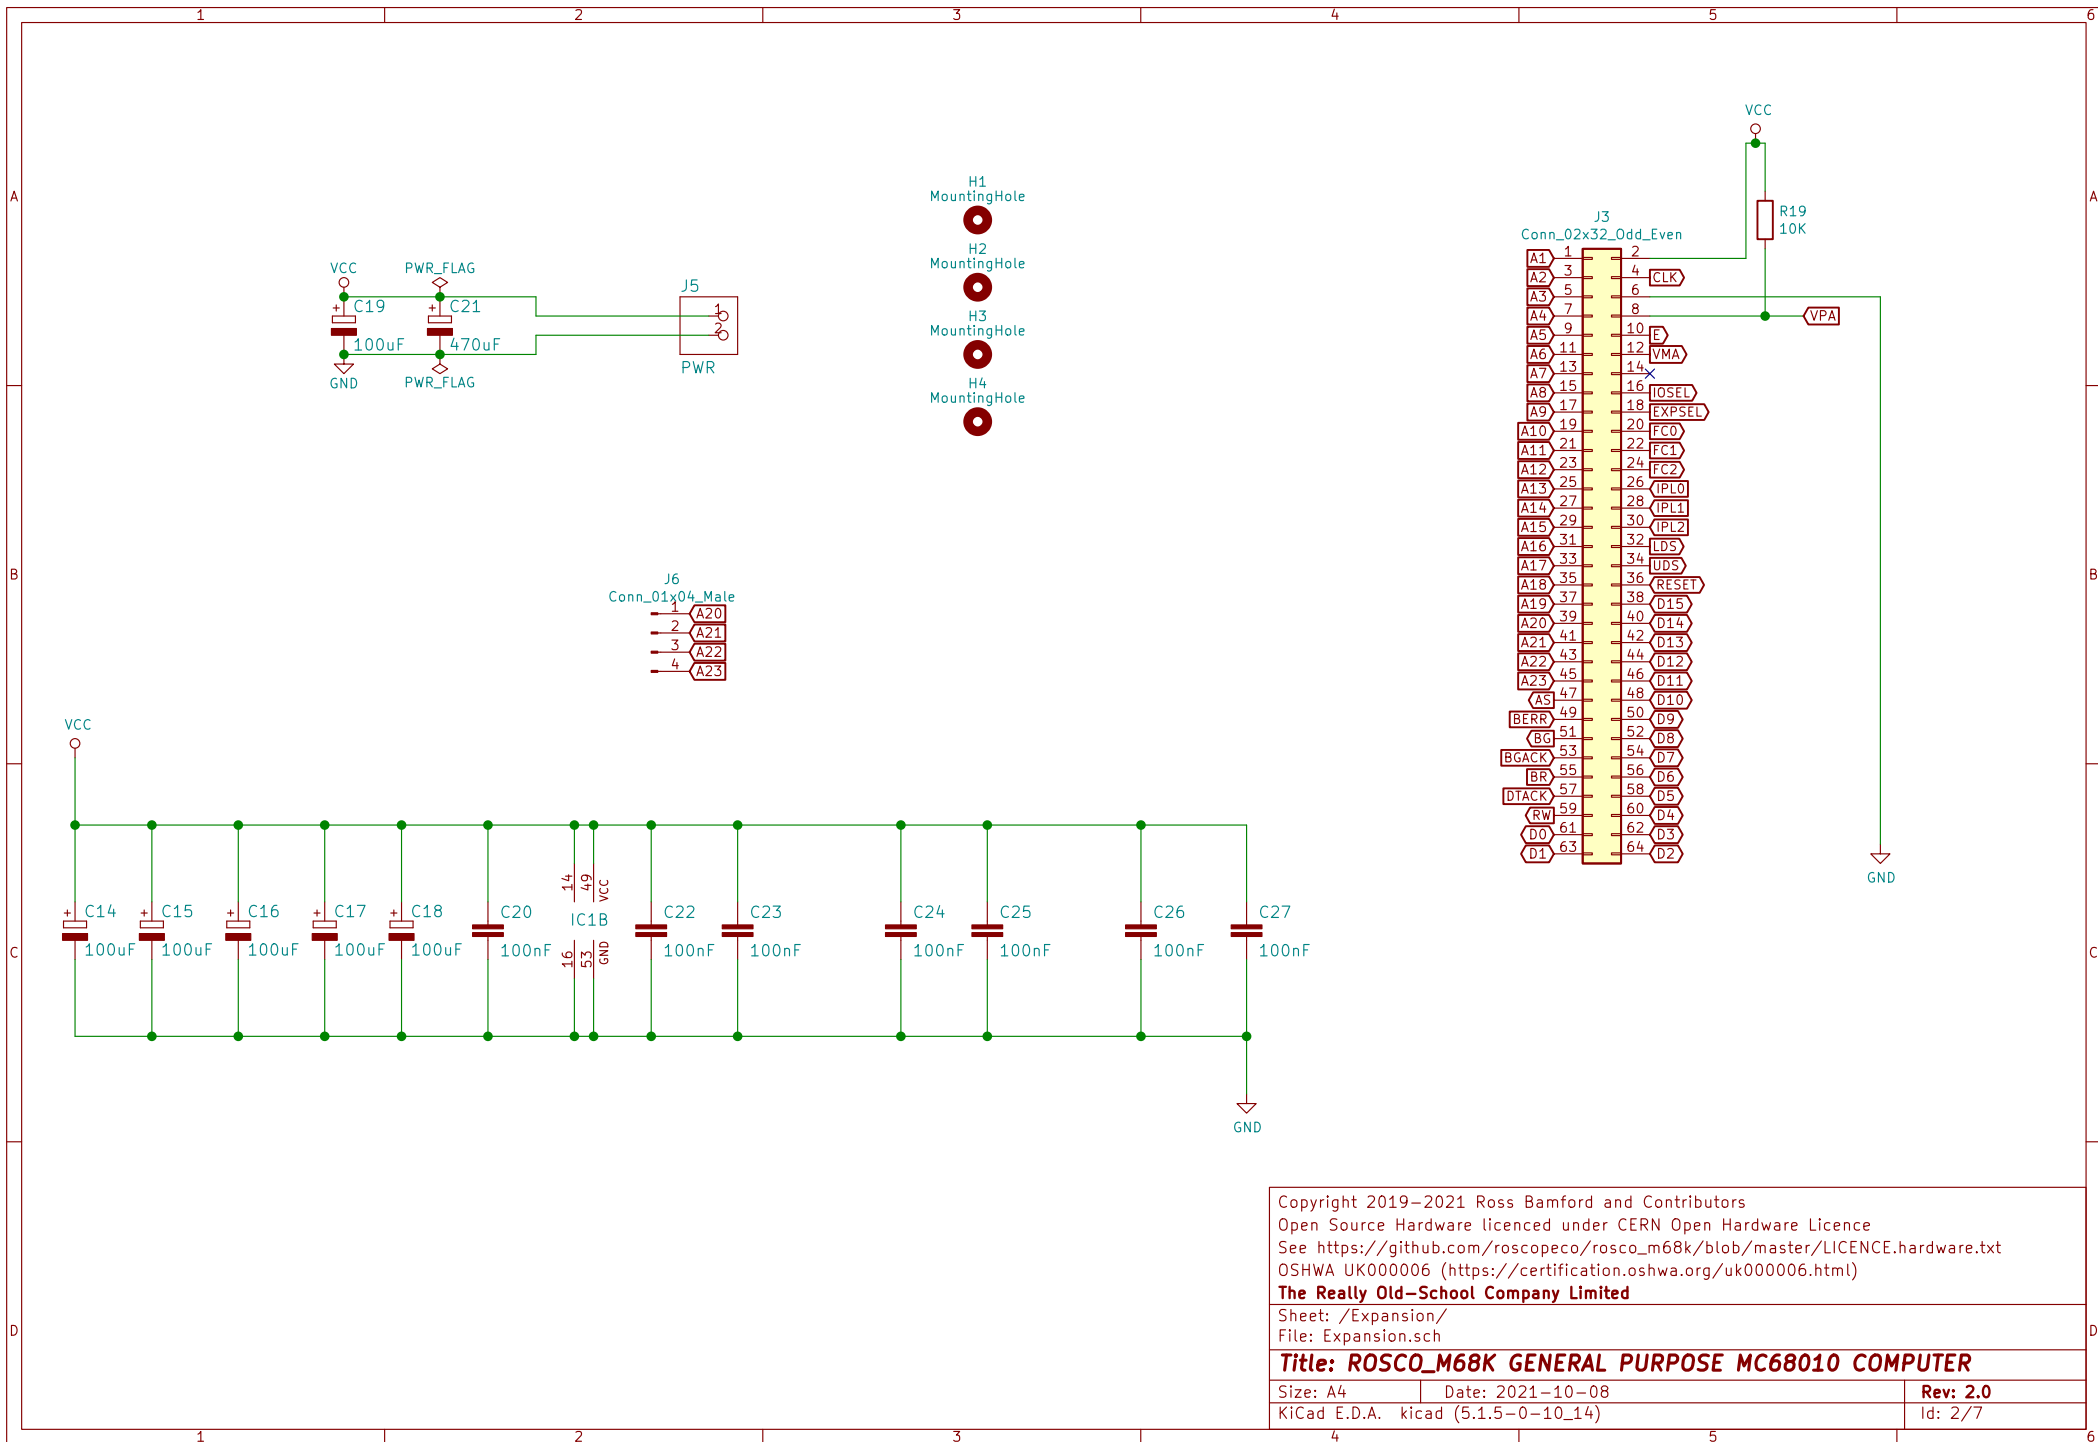 1 2 3 4 5 6
A
A
B
B
C
C
D
D
VCC
PWR_FLAG
+ C19
100uF
+ C21
470uF
GND
PWR_FLAG
J5
1
2
PWR
H1
MountingHole
H2
MountingHole
H3
MountingHole
H4
MountingHole
VCC
R19
10K
J3
Conn_02x32_Odd_Even
A1 1 2
A2 3 4 CLK
A3 5 6
A4 7 8 VPA
A5 9 10 E
A6 11 12 VMA
A7 13 14
A8 15 16 IOSEL
A9 17 18 EXPSEL
A10 19 20 FC0
A11 21 22 FC1
A12 23 24 FC2
A13 25 26 IPL0
A14 27 28 IPL1
A15 29 30 IPL2
A16 31 32 LDS
A17 33 34 UDS
A18 35 36 RESET
A19 37 38 D15
A20 39 40 D14
A21 41 42 D13
A22 43 44 D12
A23 45 46 D11
AS 47 48 D10
BERR 49 50 D9
BG 51 52 D8
BGACK 53 54 D7
BR 55 56 D6
DTACK 57 58 D5
RW 59 60 D4
D0 61 62 D3
D1 63 64 D2
GND
J6
Conn_01x04_Male
1 A20
2 A21
3 A22
4 A23
VCC
+ C14
100uF
+ C15
100uF
+ C16
100uF
+ C17
100uF
+ C18
100uF
C20
100nF
14 49 VCC
IC1B
16 53 GND
C22
100nF
C23
100nF
C24
100nF
C25
100nF
C26
100nF
C27
100nF
GND
Copyright 2019-2021 Ross Bamford and Contributors
Open Source Hardware licenced under CERN Open Hardware Licence
See https://github.com/roscopeco/rosco_m68k/blob/master/LICENCE.hardware.txt
OSHWA UK000006 (https://certification.oshwa.org/uk000006.html)
The Really Old-School Company Limited
Sheet: /Expansion/
File: Expansion.sch
Title: ROSCO_M68K GENERAL PURPOSE MC68010 COMPUTER
Size: A4 Date: 2021-10-08 Rev: 2.0
KiCad E.D.A. kicad (5.1.5-0-10_14) Id: 2/7
1 2 3 4 5 6